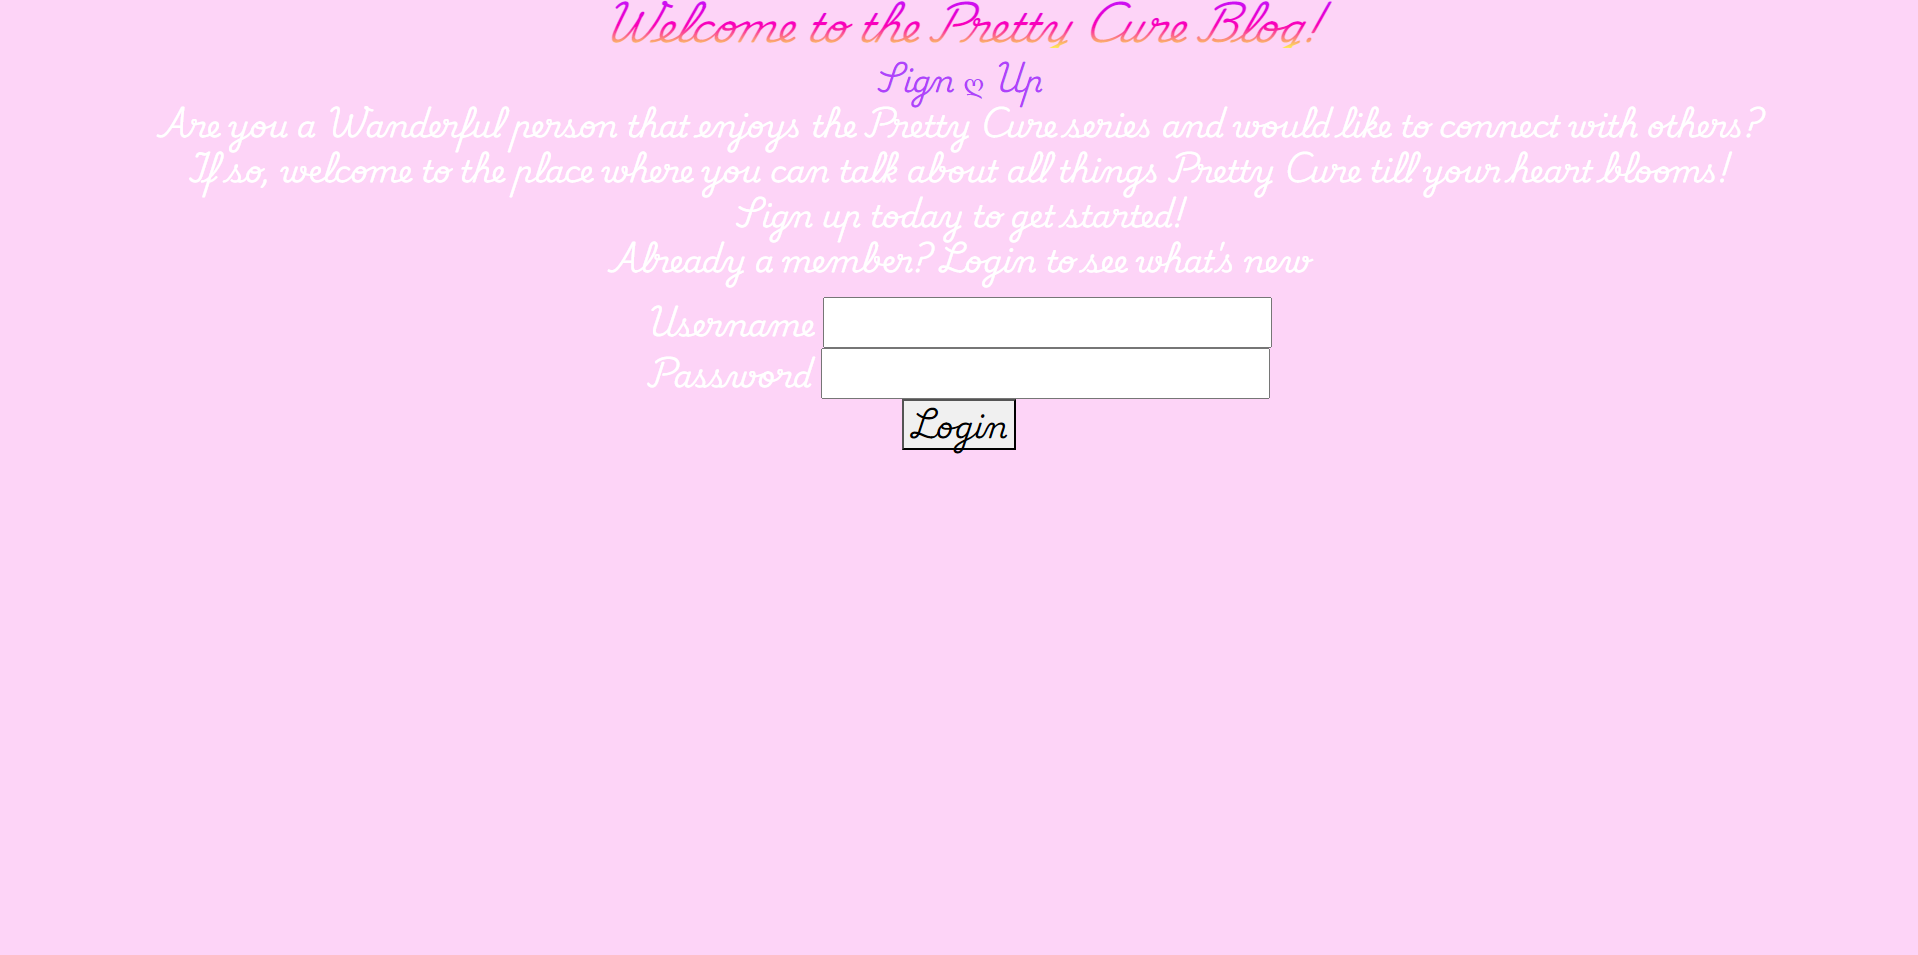 Welcome to the Pretty Cure Blog!
Sign ღ Up
Are you a Wanderful person that enjoys the Pretty Cure series and would like to connect with others?
If so, welcome to the place where you can talk about all things Pretty Cure till your heart blooms!
Sign up today to get started!
Already a member? Login to see what's new
Username
Password
Login